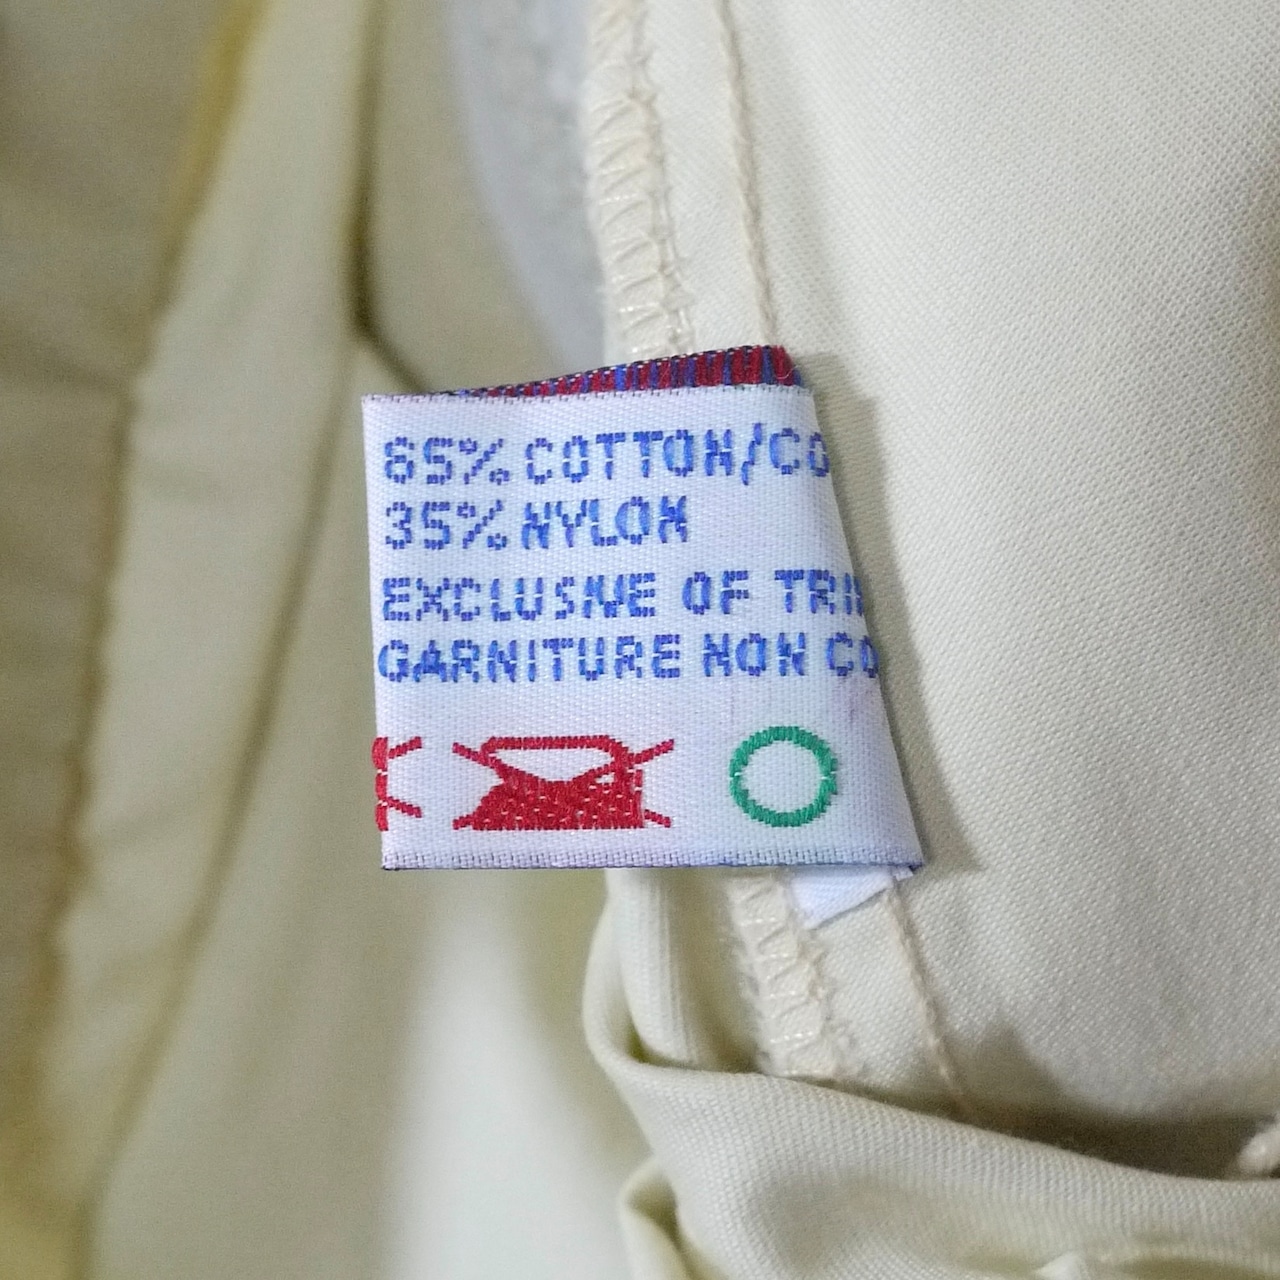 65% COTTON/CO
35% NYLON
EXCLUSIVE OF TRI
GARNITURE NON CO